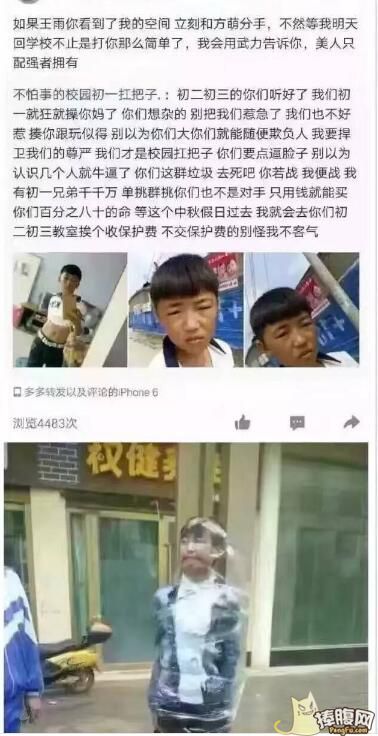 如果王雨你看到了我的空间 立刻和方萌分手，不然等我明天
回学校不止是打你那么简单了，我会用武力告诉你，美人只
配强者拥有
不怕事的校园初一扛把子．：初二初三的你们听好了 我们初
一就狂就操你妈了 你们想杂的 别把我们惹急了 我们也不好
惹 揍你跟玩似得 别以为你们大你们就能随便欺负人 我要捍
卫我们的尊严 我们才是校园扛把子 你们要点逼脸子 别以为
认识几个人就牛逼了 你们这群垃圾 去死吧 你若战 我便战 我
有初一兄弟千千万 单挑群挑你们也不是对手 只用钱就能买
你们百分之八十的命 等这个中秋假日过去 我就会去你们初
二初三教室挨个收保护费 不交保护费的别怪我不客气
多多转发以及评论的iPhone 6
浏览4483次
权健
捧腹网
PengFu.com